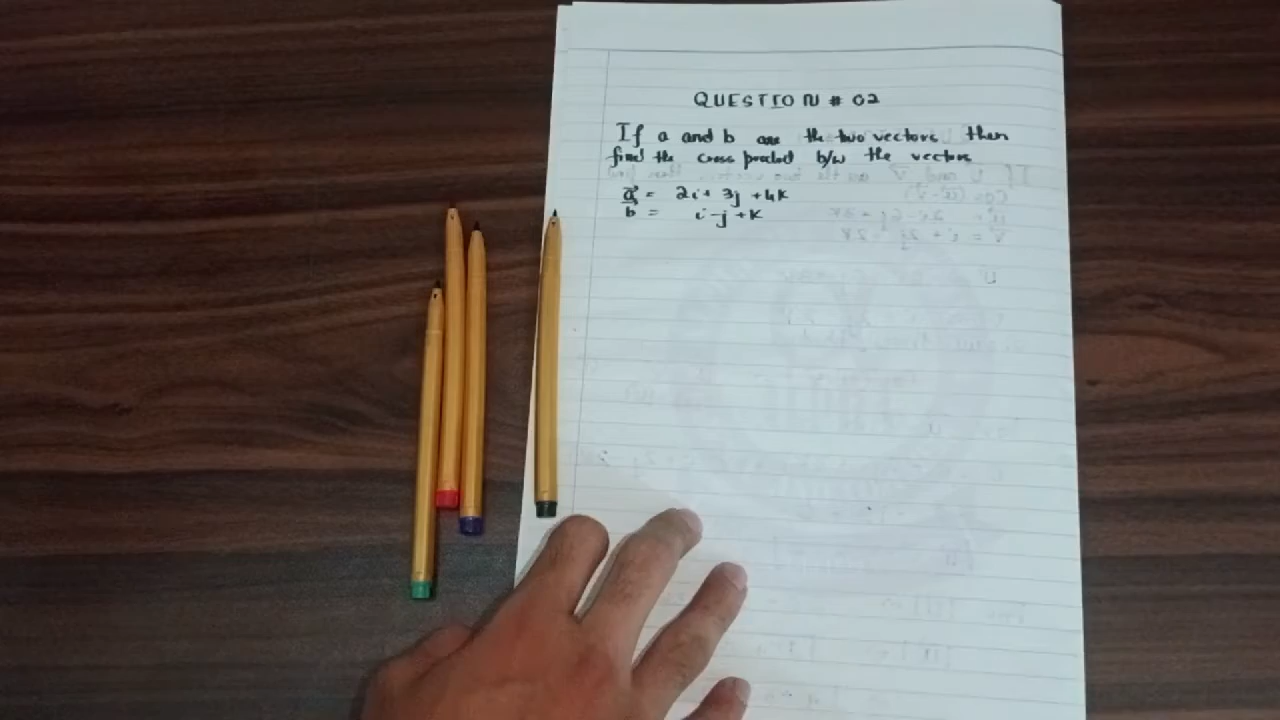 QUESTION # 02
If a and b are the two vectors then
find the cross product b/w the vectors
a⃗ = 2i+ 3j +4k
b = i-j+k